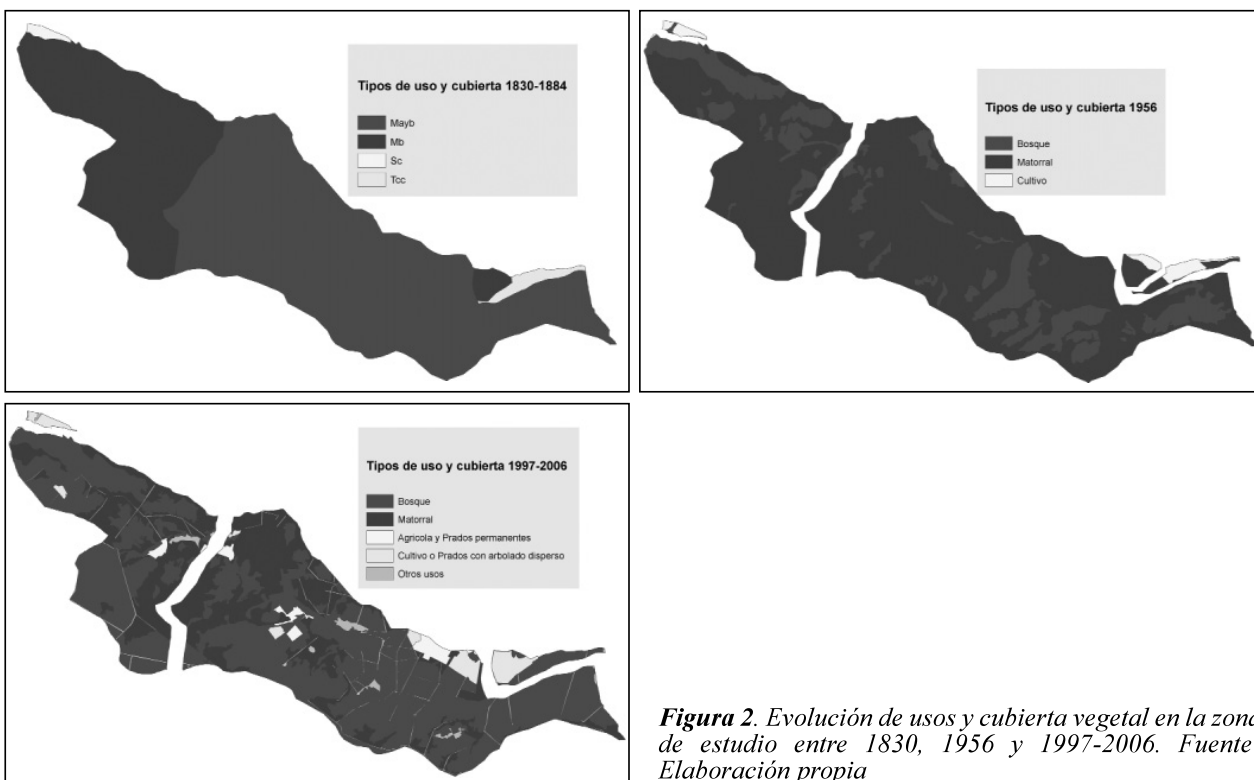 Tipos de uso y cubierta 1830-1884
Mayb
Mb
Sc
Tcc
Tipos de uso y cubierta 1956
Bosque
Matorral
Cultivo
Tipos de uso y cubierta 1997-2006
Bosque
Matorral
Agricola y Prados permanentes
Cultivo o Prados con arbolado disperso
Otros usos
Figura 2. Evolución de usos y cubierta vegetal en la zona
de estudio entre 1830, 1956 y 1997-2006. Fuente
Elaboración propia